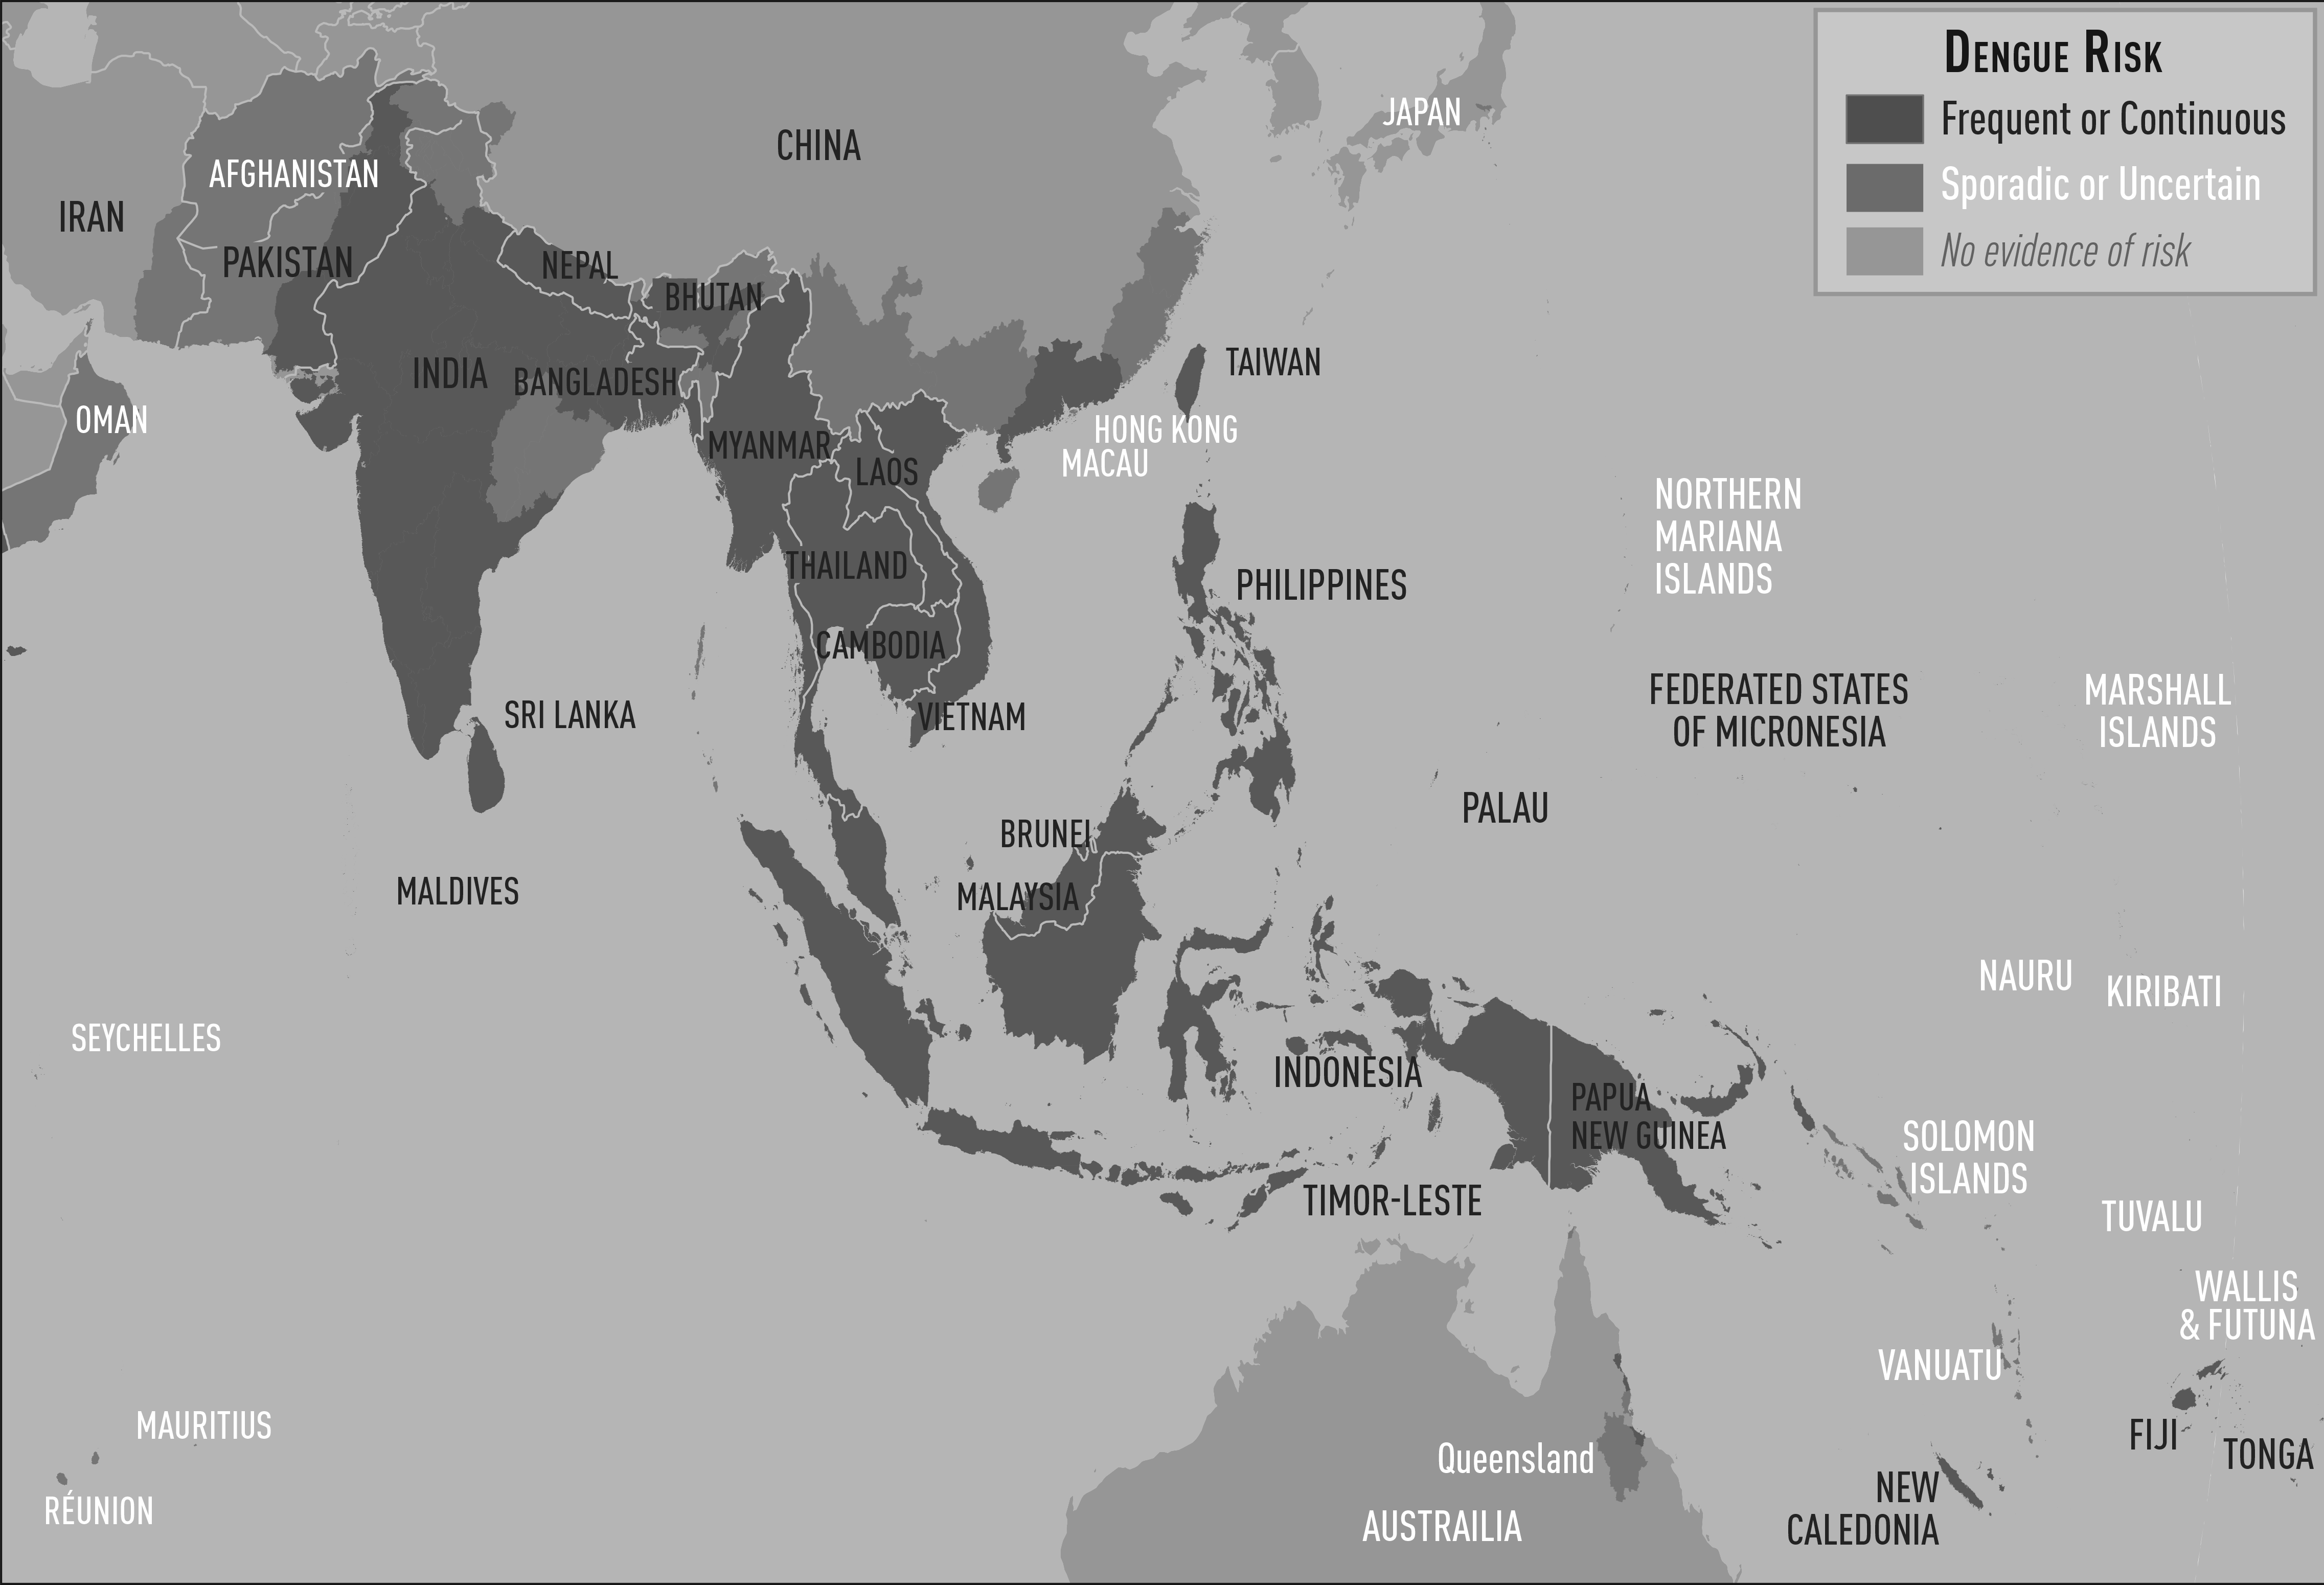 Dengue Risk
Frequent or Continuous
Sporadic or Uncertain
No evidence of risk
JAPAN
CHINA
AFGHANISTAN
IRAN
PAKISTAN
NEPAL
BHUTAN
TAIWAN
INDIA
BANGLADESH
OMAN
HONG KONG
MACAU
MYANMAR
LAOS
NORTHERN
MARIANA
ISLANDS
THAILAND
PHILIPPINES
CAMBODIA
FEDERATED STATES
OF MICRONESIA
MARSHALL
ISLANDS
SRI LANKA
VIETNAM
PALAU
BRUNEI
MALDIVES
MALAYSIA
NAURU
KIRIBATI
SEYCHELLES
INDONESIA
PAPUA
NEW GUINEA
SOLOMON
ISLANDS
TIMOR-LESTE
TUVALU
WALLIS
& FUTUNA
VANUATU
MAURITIUS
FIJI
TONGA
Queensland
NEW
CALEDONIA
RÉUNION
AUSTRAILIA